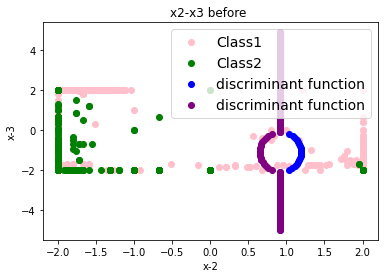 x2-x3 before
Class1
Class2
discriminant function
discriminant function
x-3
4
2
0
−2
−4
−2.0 −1.5 −1.0 −0.5 0.0 0.5 1.0 1.5 2.0
x-2